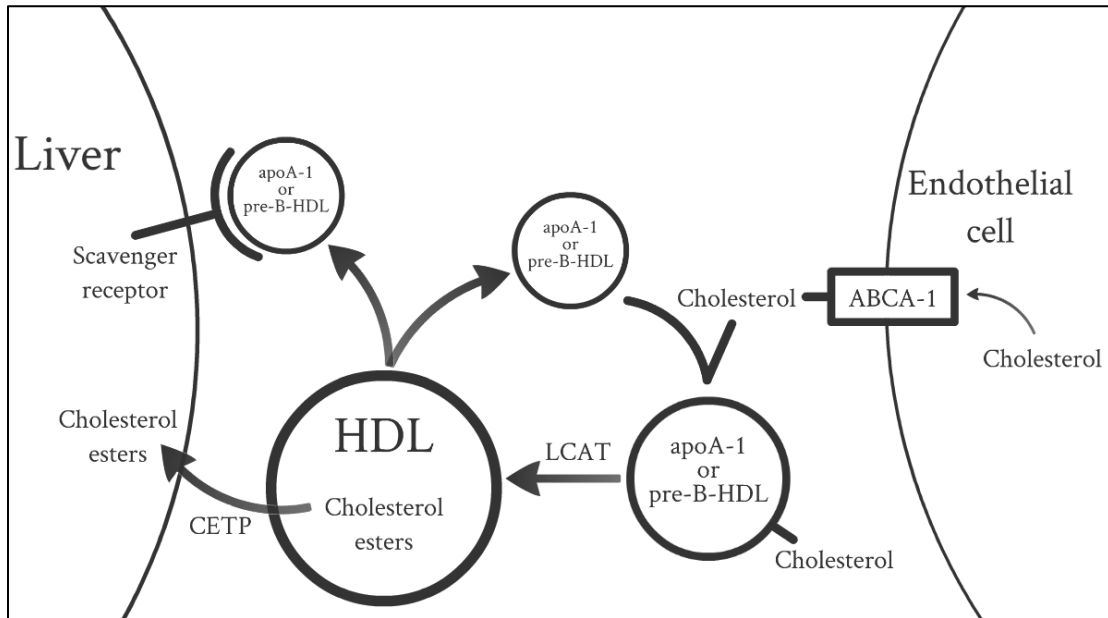 Liver
apoA-1
or
pre-B-HDL
Scavenger
receptor
apoA-1
or
pre-B-HDL
Endothelial
cell
Cholesterol
ABCA-1
Cholesterol
Cholesterol
esters
CETP
HDL
Cholesterol
esters
LCAT
apoA-1
or
pre-B-HDL
Cholesterol